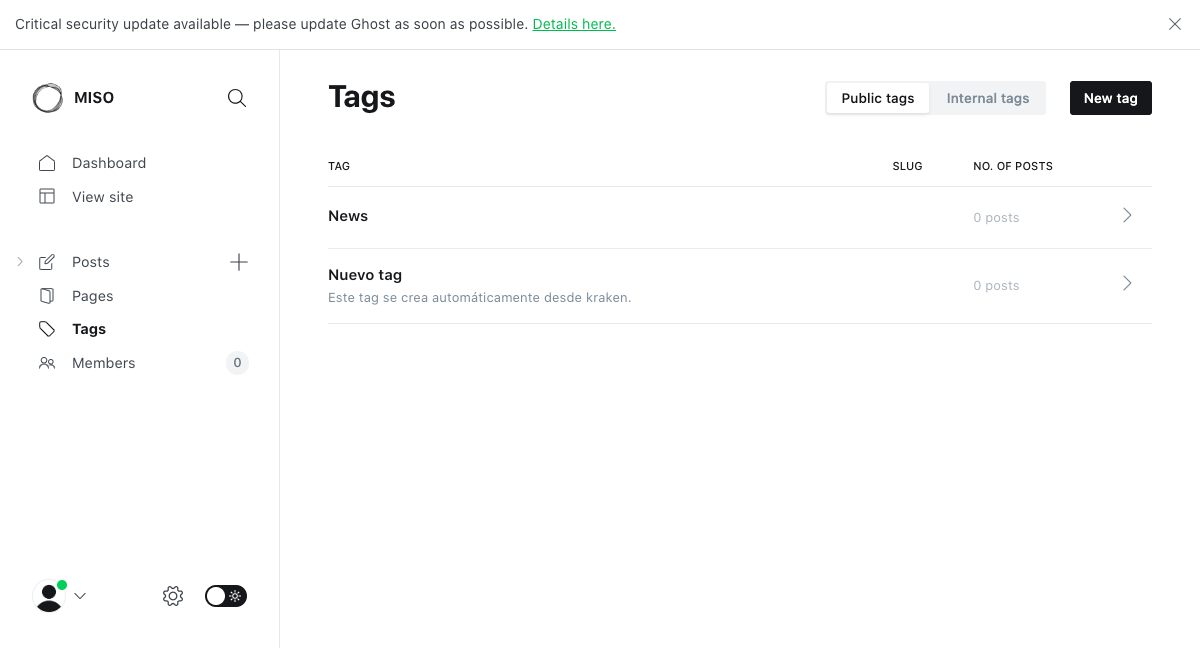 Critical security update available — please update Ghost as soon as possible. Details here.
MISO
Dashboard
View site
Posts
Pages
Tags
Members 0
Tags
Public tags Internal tags New tag
TAG SLUG NO. OF POSTS
News 0 posts
Nuevo tag
Este tag se crea automáticamente desde kraken. 0 posts